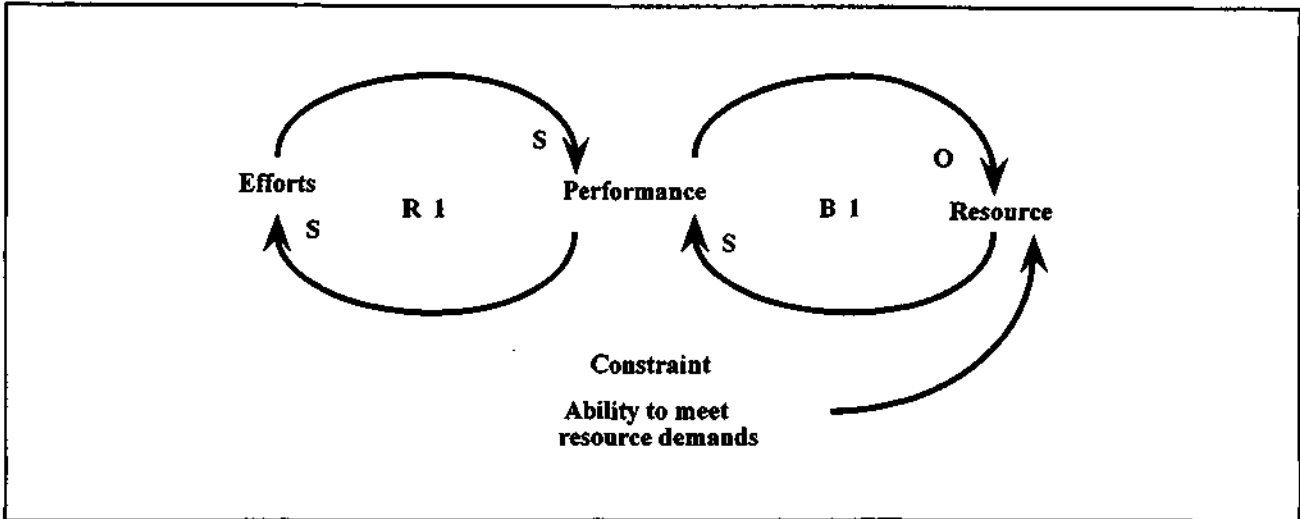 S
O
Efforts
Performance
R 1
B 1
Resource
S
S
Constraint
Ability to meet
resource demands